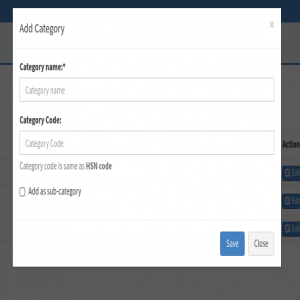 Add Category
x
Category name:*
Category name
Category Code:
Category Code
Category code is same as HSN code
Add as sub-category
Save
Close
Action